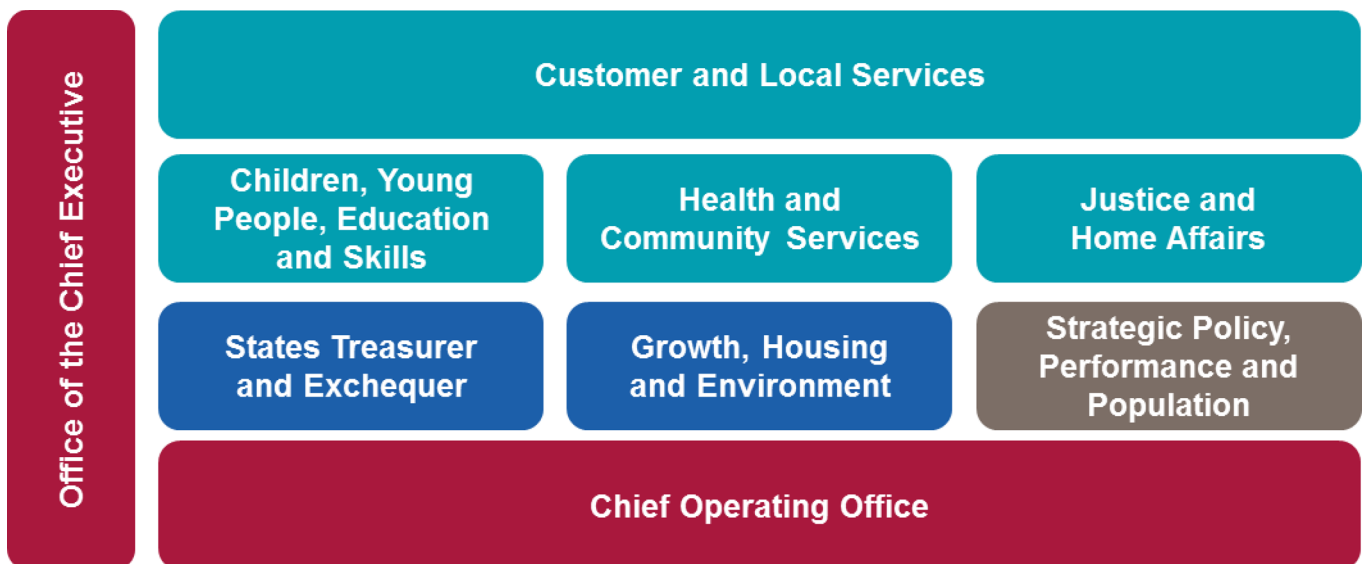 Office of the Chief Executive
Customer and Local Services
Children, Young
People, Education
and Skills
Health and
Community Services
Justice and
Home Affairs
States Treasurer
and Exchequer
Growth, Housing
and Environment
Strategic Policy,
Performance and
Population
Chief Operating Office